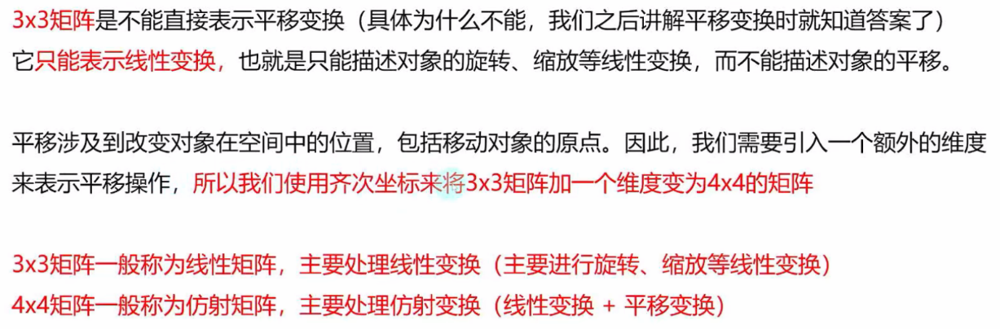 3x3矩阵是不能直接表示平移变换（具体为什么不能，我们之后讲解平移变换时就知道答案了）
它只能表示线性变换，也就是只能描述对象的旋转、缩放等线性变换，而不能描述对象的平移。
平移涉及到改变对象在空间中的位置，包括移动对象的原点。因此，我们需要引入一个额外的维度
来表示平移操作，所以我们使用齐次坐标来将3x3矩阵加一个维度变为4x4的矩阵
3x3矩阵一般称为线性矩阵，主要处理线性变换（主要进行旋转、缩放等线性变换）
4x4矩阵一般称为仿射矩阵，主要处理仿射变换（线性变换 + 平移变换）